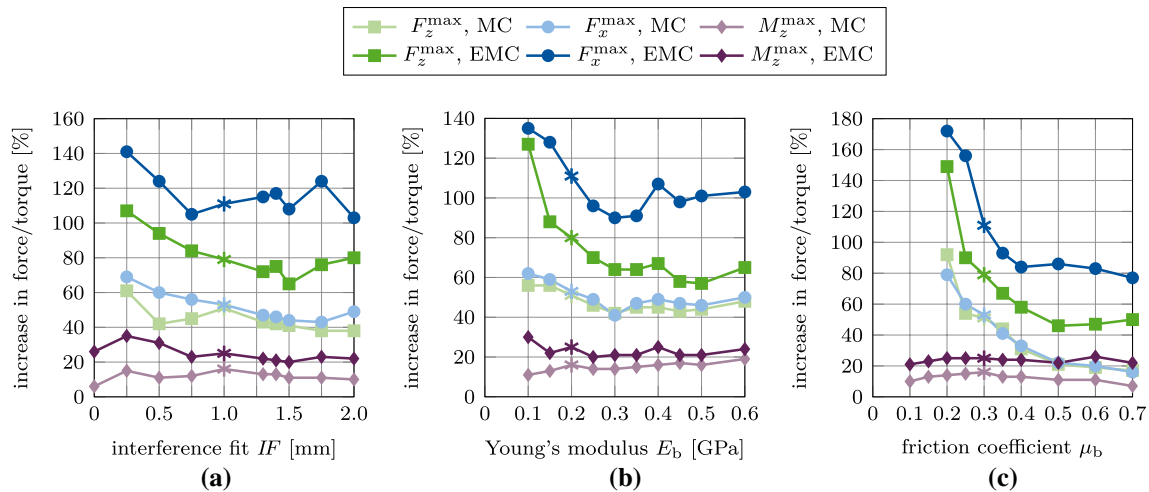 F_z^max, MC F_x^max, MC M_z^max, MC
F_z^max, EMC F_x^max, EMC M_z^max, EMC
increase in force/torque [%]
160
140
120
100
80
60
40
20
0
0 0.5 1.0 1.5 2.0
interference fit IF [mm]
(a)
increase in force/torque [%]
140
120
100
80
60
40
20
0
0 0.1 0.2 0.3 0.4 0.5 0.6
Young's modulus E_b [GPa]
(b)
increase in force/torque [%]
180
160
140
120
100
80
60
40
20
0
0 0.1 0.2 0.3 0.4 0.5 0.6 0.7
friction coefficient μ_b
(c)